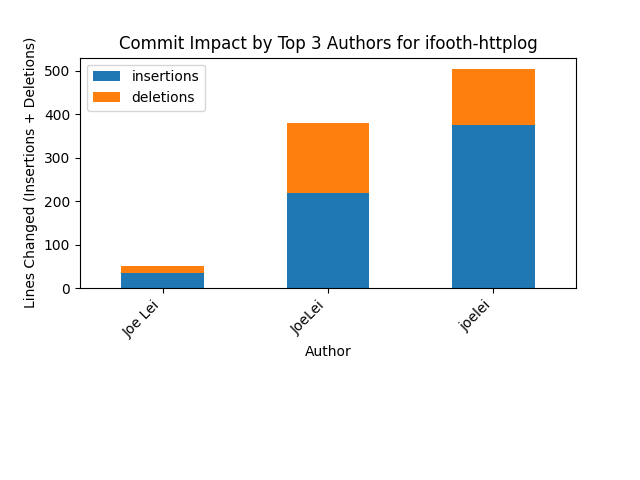 Commit Impact by Top 3 Authors for ifooth-httplog
Lines Changed (Insertions + Deletions)
500
400
300
200
100
0
insertions
deletions
Joe Lei
JoeLei
joelei
Author